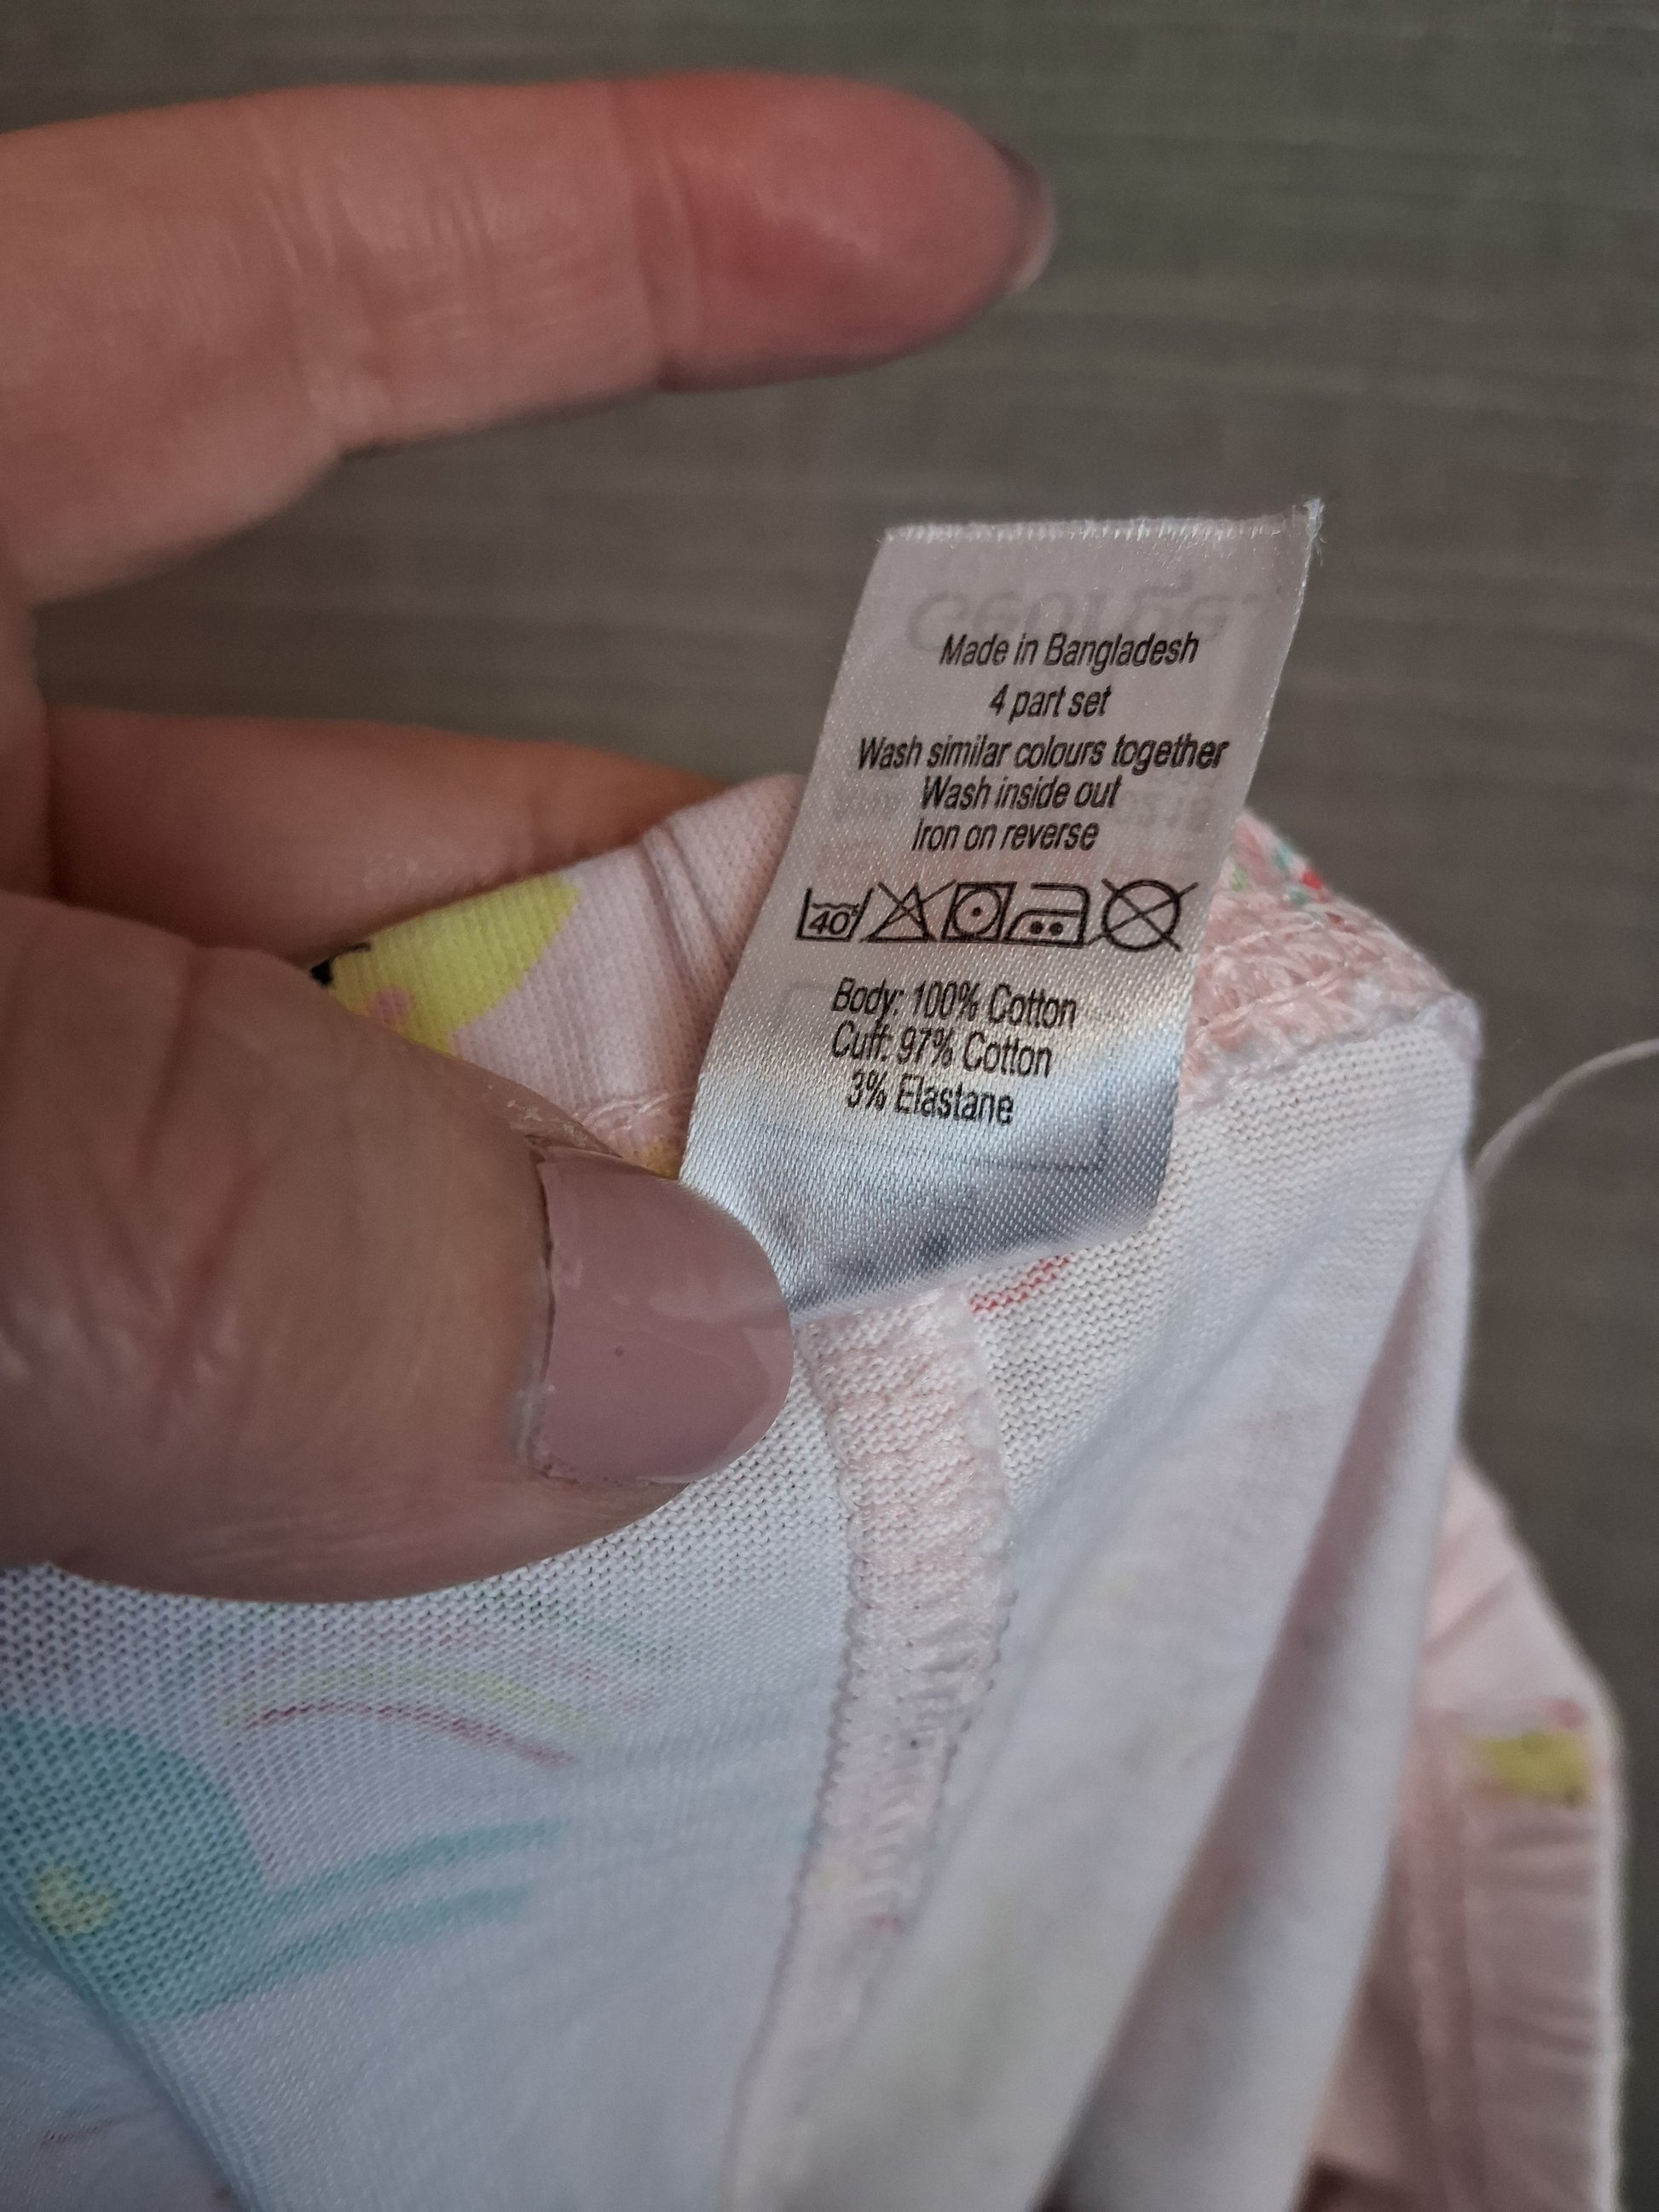 Made in Bangladesh
4 part set
Wash similar colours together
Wash inside out
Iron on reverse
40
Body: 100% Cotton
Cuff: 97% Cotton
3% Elastane